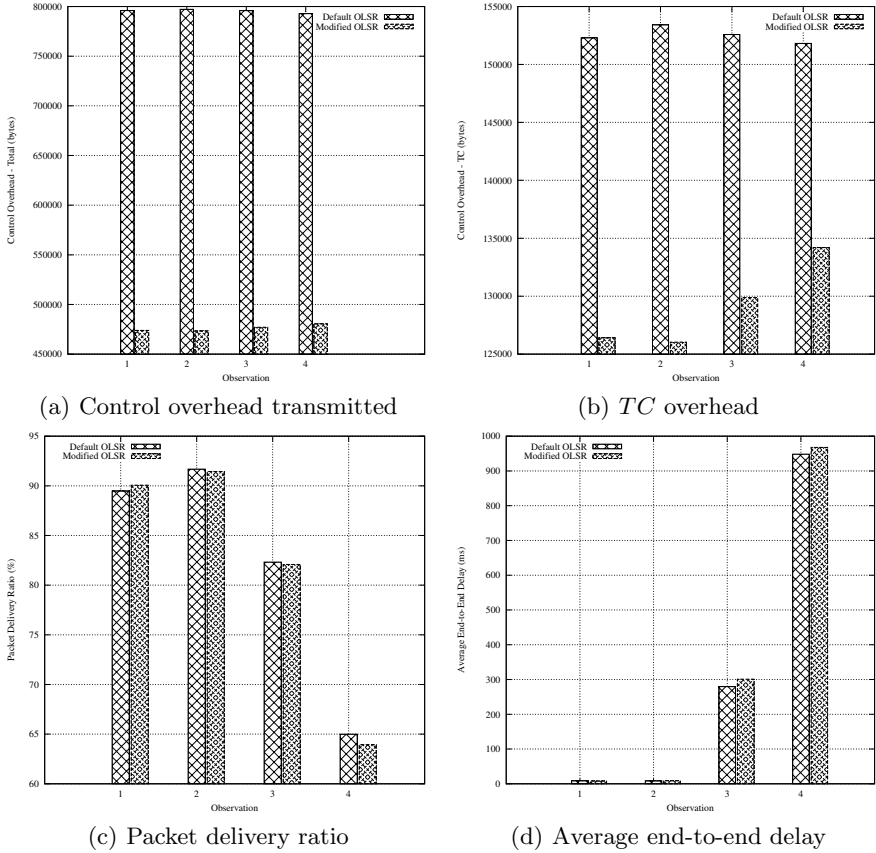 800000
750000
700000
650000
600000
550000
500000
450000
Control Overhead - Total (bytes)
Default OLSR
Modified OLSR
1 2 3 4
Observation
(a) Control overhead transmitted
155000
150000
145000
140000
135000
130000
125000
Control Overhead - TC (bytes)
Default OLSR
Modified OLSR
1 2 3 4
Observation
(b) TC overhead
95
90
85
80
75
70
65
60
Packet Delivery Ratio (%)
Default OLSR
Modified OLSR
1 2 3 4
Observation
(c) Packet delivery ratio
1000
900
800
700
600
500
400
300
200
100
0
Average End-to-End Delay (ms)
Default OLSR
Modified OLSR
1 2 3 4
Observation
(d) Average end-to-end delay